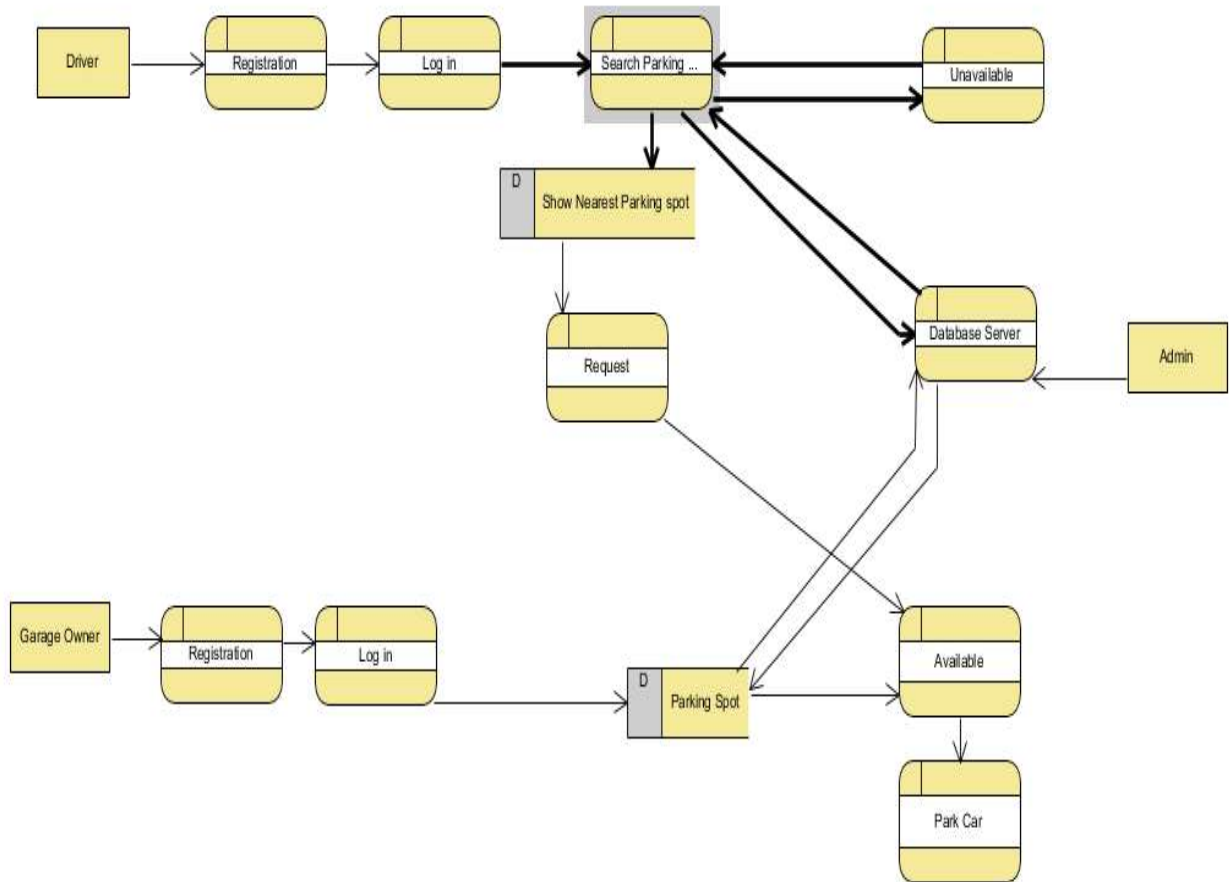 Driver
Registration
Log in
Search Parking ...
Unavailable
D
Show Nearest Parking spot
Database Server
Admin
Request
Garage Owner
Registration
Log in
D
Parking Spot
Available
Park Car